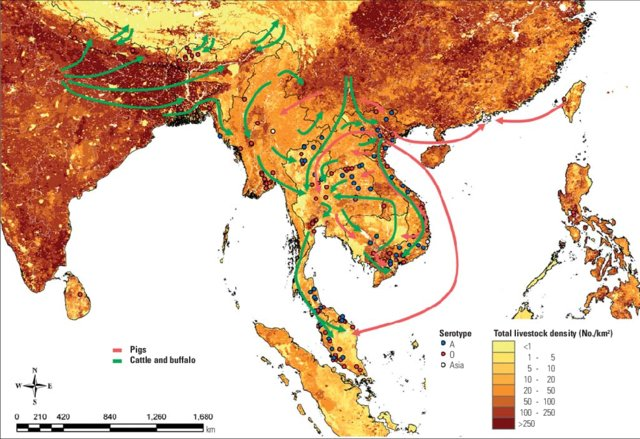 Pigs
Cattle and buffalo
Serotype
A
O
Asia
Total livestock density (No./km²)
<1
1 - 5
5 - 10
10 - 20
20 - 50
50 - 100
100 - 250
>250
N
W E
S
0 210 420 840 1,260 1,680
km